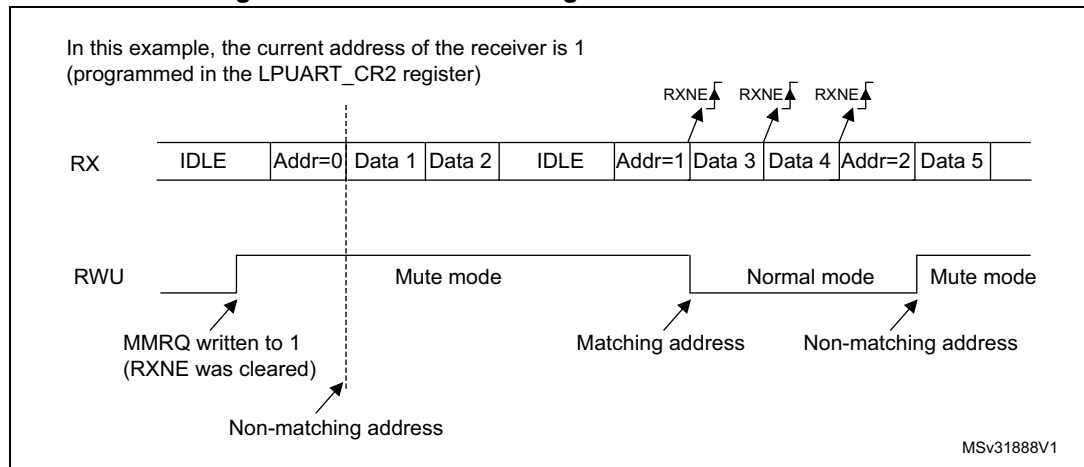 In this example, the current address of the receiver is 1
(programmed in the LPUART_CR2 register)
RXNE RXNE RXNE
RX IDLE Addr=0 Data 1 Data 2 IDLE Addr=1 Data 3 Data 4 Addr=2 Data 5
RWU Mute mode Normal mode Mute mode
MMRQ written to 1 Matching address Non-matching address
(RXNE was cleared)
Non-matching address
MSv31888V1